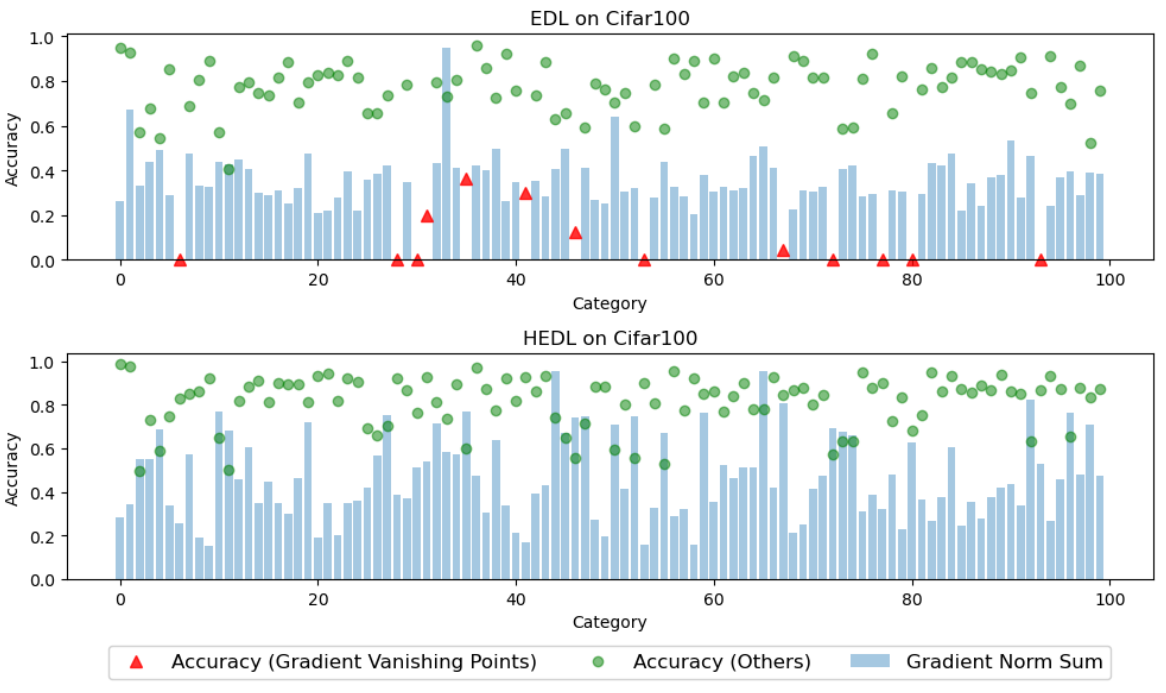 EDL on Cifar100
1.0
0.8
0.6
0.4
0.2
0.0
Accuracy
0 20 40 60 80 100
Category
HEDL on Cifar100
1.0
0.8
0.6
0.4
0.2
0.0
Accuracy
0 20 40 60 80 100
Category
Accuracy (Gradient Vanishing Points) Accuracy (Others) Gradient Norm Sum